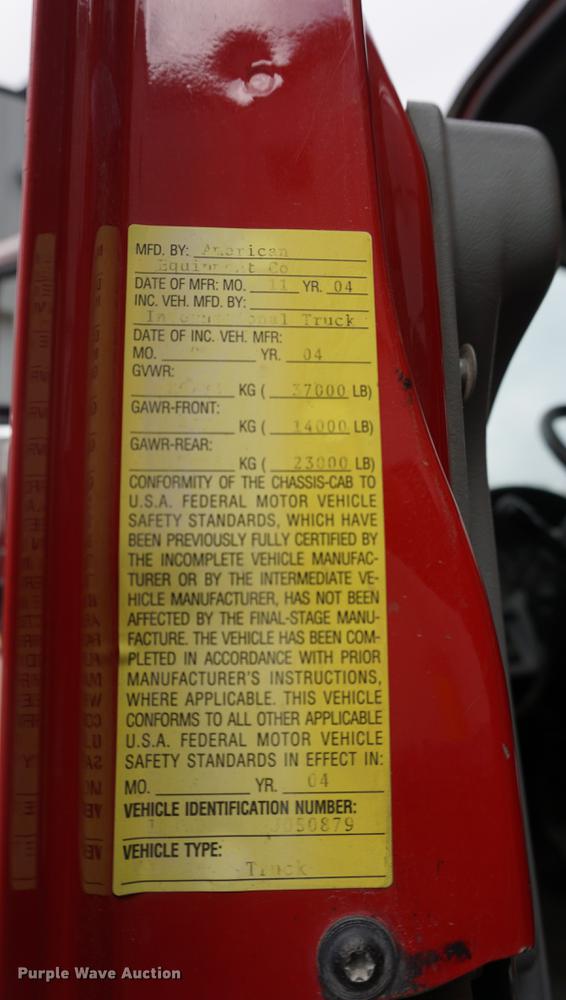 MFD. BY: American
Equipment Co
DATE OF MFR: MO. 11 YR. 04
INC. VEH. MFD. BY:
International Truck
DATE OF INC. VEH. MFR:
MO. YR. 04
GVWR:
KG ( 37000 LB)
GAWR-FRONT:
KG ( 14000 LB)
GAWR-REAR:
KG ( 23000 LB)
CONFORMITY OF THE CHASSIS-CAB TO
U.S.A. FEDERAL MOTOR VEHICLE
SAFETY STANDARDS, WHICH HAVE
BEEN PREVIOUSLY FULLY CERTIFIED BY
THE INCOMPLETE VEHICLE MANUFAC-
TURER OR BY THE INTERMEDIATE VE-
HICLE MANUFACTURER, HAS NOT BEEN
AFFECTED BY THE FINAL-STAGE MANU-
FACTURE. THE VEHICLE HAS BEEN COM-
PLETED IN ACCORDANCE WITH PRIOR
MANUFACTURER'S INSTRUCTIONS,
WHERE APPLICABLE. THIS VEHICLE
CONFORMS TO ALL OTHER APPLICABLE
U.S.A. FEDERAL MOTOR VEHICLE
SAFETY STANDARDS IN EFFECT IN:
MO. YR. 04
VEHICLE IDENTIFICATION NUMBER:
050879
VEHICLE TYPE:
Truck
Purple Wave Auction